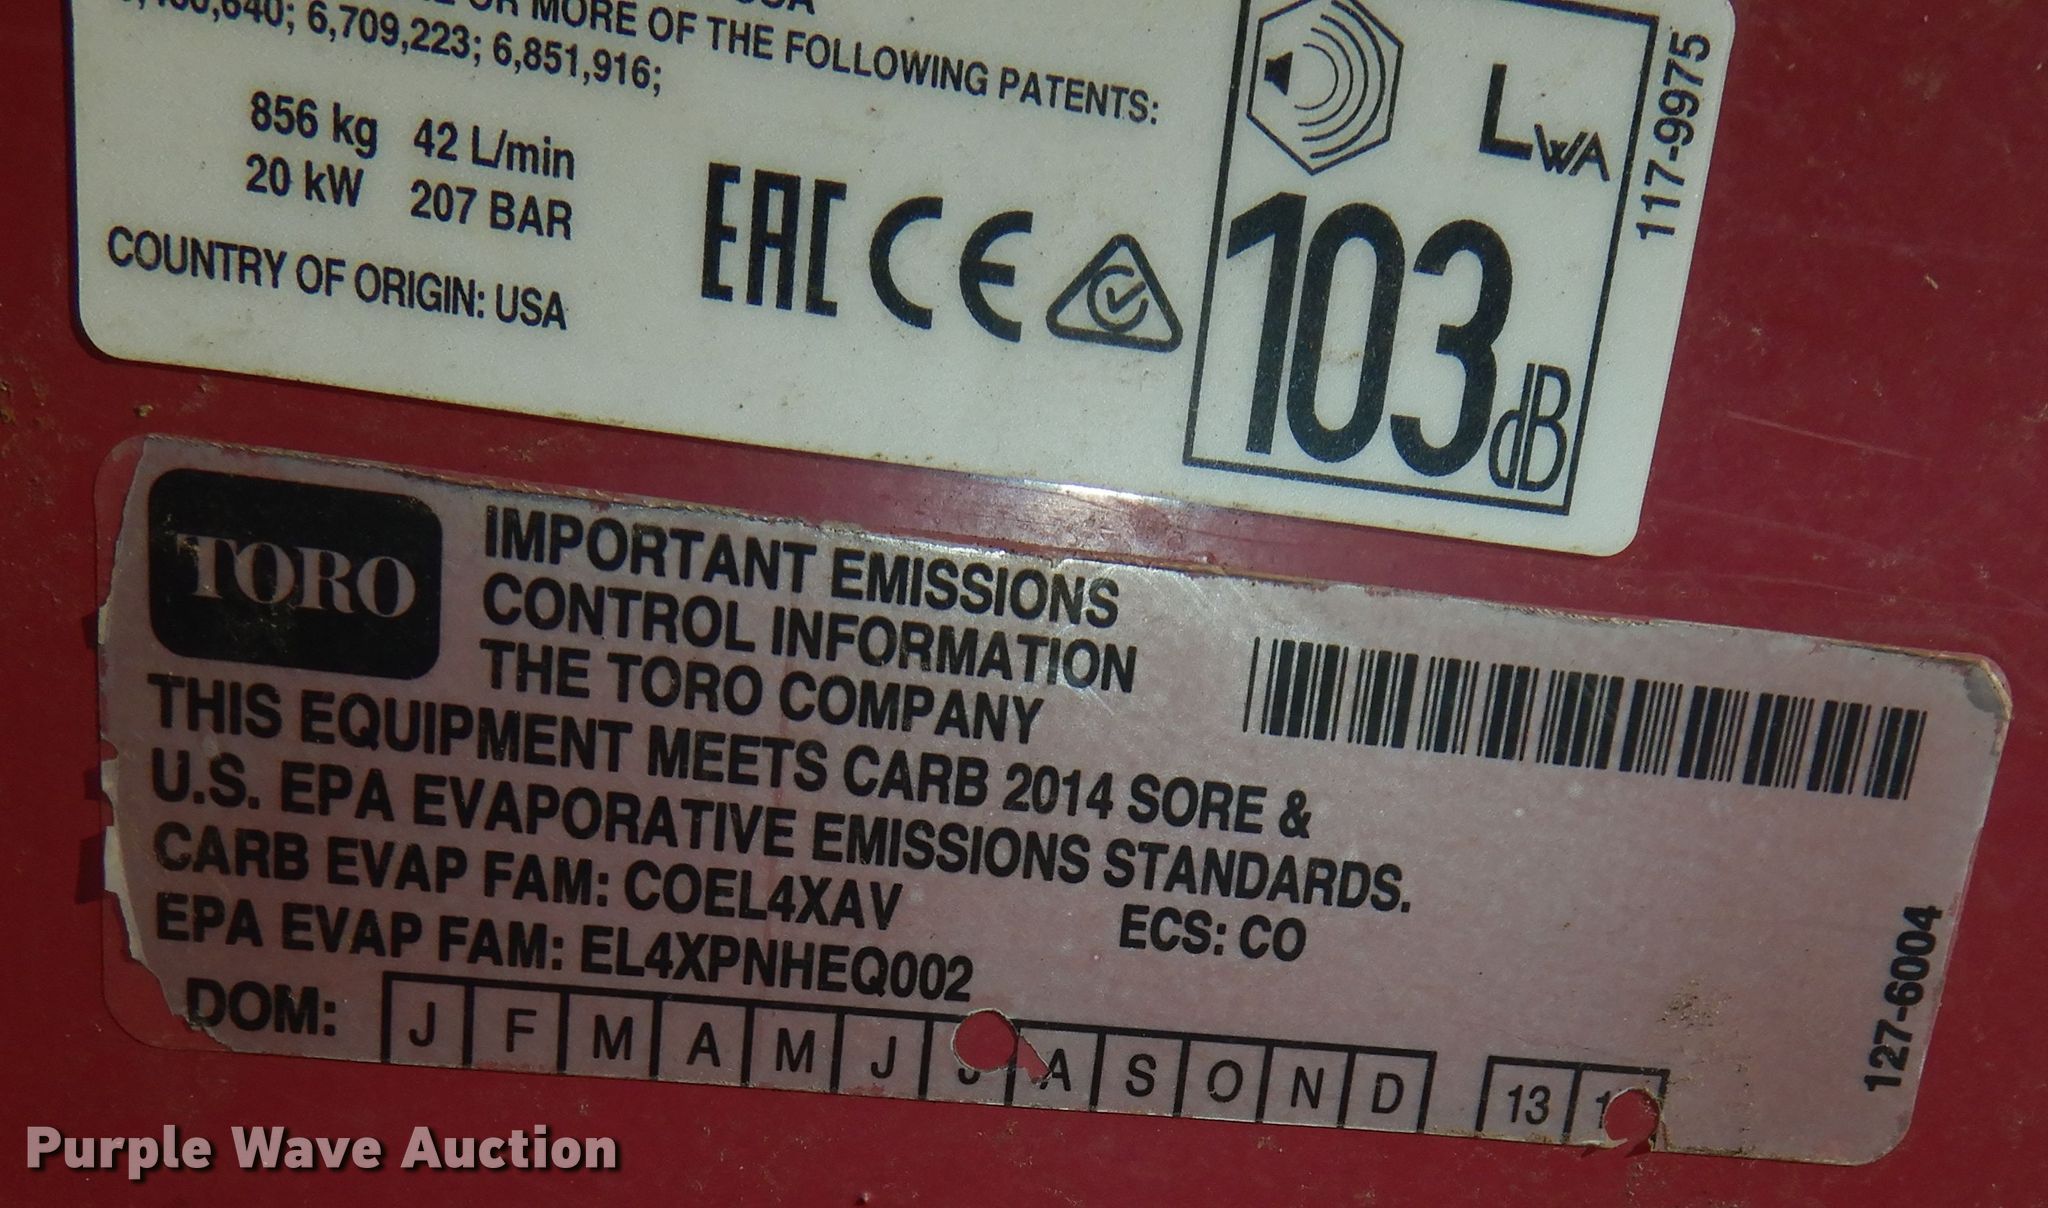 USA
OR MORE OF THE FOLLOWING PATENTS:
6,709,223; 6,851,916;
856 kg 42 L/min
20 kW 207 BAR
COUNTRY OF ORIGIN: USA
EAC CE
LWA
103 dB
117-9975
TORO
IMPORTANT EMISSIONS
CONTROL INFORMATION
THE TORO COMPANY
THIS EQUIPMENT MEETS CARB 2014 SORE &
U.S. EPA EVAPORATIVE EMISSIONS STANDARDS.
CARB EVAP FAM: COEL4XAV ECS: CO
EPA EVAP FAM: EL4XPNHEQ002
DOM: J F M A M J J A S O N D 13
127-6004
Purple Wave Auction